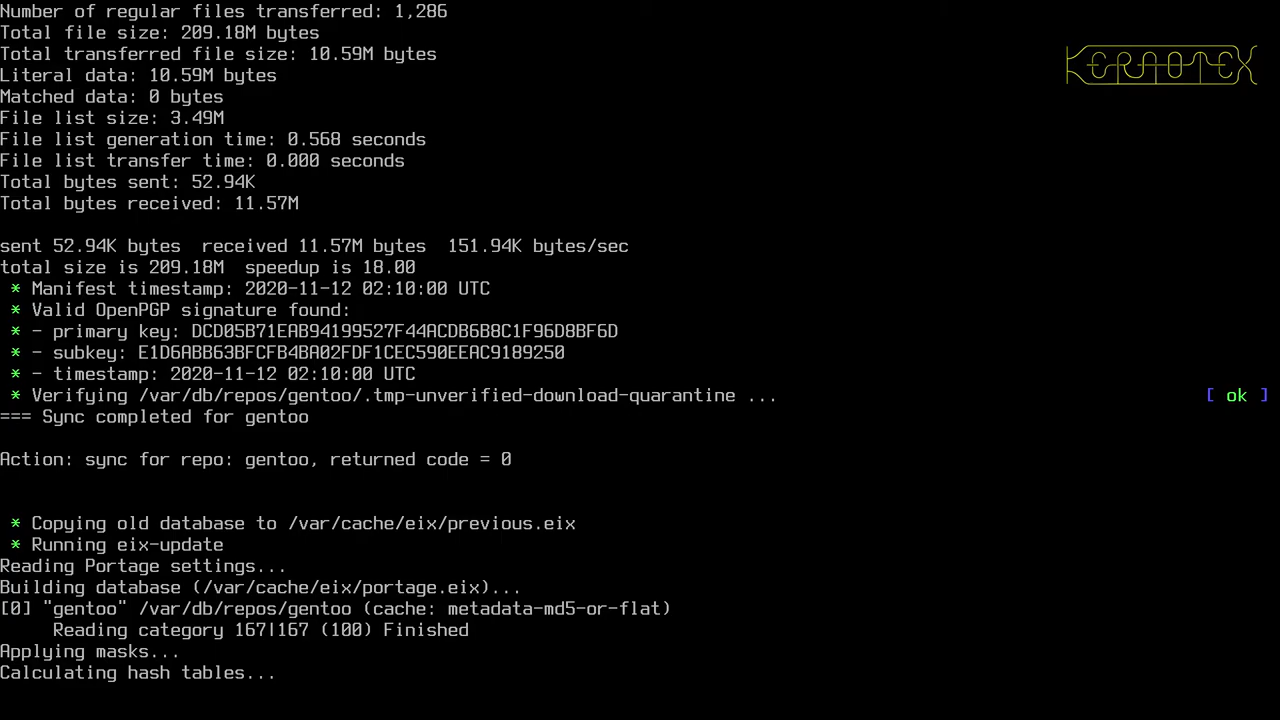 Number of regular files transferred: 1,286
Total file size: 209.18M bytes
Total transferred file size: 10.59M bytes
Literal data: 10.59M bytes
Matched data: 0 bytes
File list size: 3.49M
File list generation time: 0.568 seconds
File list transfer time: 0.000 seconds
Total bytes sent: 52.94K
Total bytes received: 11.57M
sent 52.94K bytes  received 11.57M bytes  151.94K bytes/sec
total size is 209.18M  speedup is 18.00
* Manifest timestamp: 2020-11-12 02:10:00 UTC
* Valid OpenPGP signature found:
* - primary key: DCD05B71EAB94199527F44ACDB6B8C1F96D8BF6D
* - subkey: E1D6ABB63BFCFB4BA02FDF1CEC590EEAC9189250
* - timestamp: 2020-11-12 02:10:00 UTC
* Verifying /var/db/repos/gentoo/.tmp-unverified-download-quarantine ... [ ok ]
=== Sync completed for gentoo
Action: sync for repo: gentoo, returned code = 0
* Copying old database to /var/cache/eix/previous.eix
* Running eix-update
Reading Portage settings...
Building database (/var/cache/eix/portage.eix)...
[0] "gentoo" /var/db/repos/gentoo (cache: metadata-md5-or-flat)
Reading category 167|167 (100) Finished
Applying masks...
Calculating hash tables...